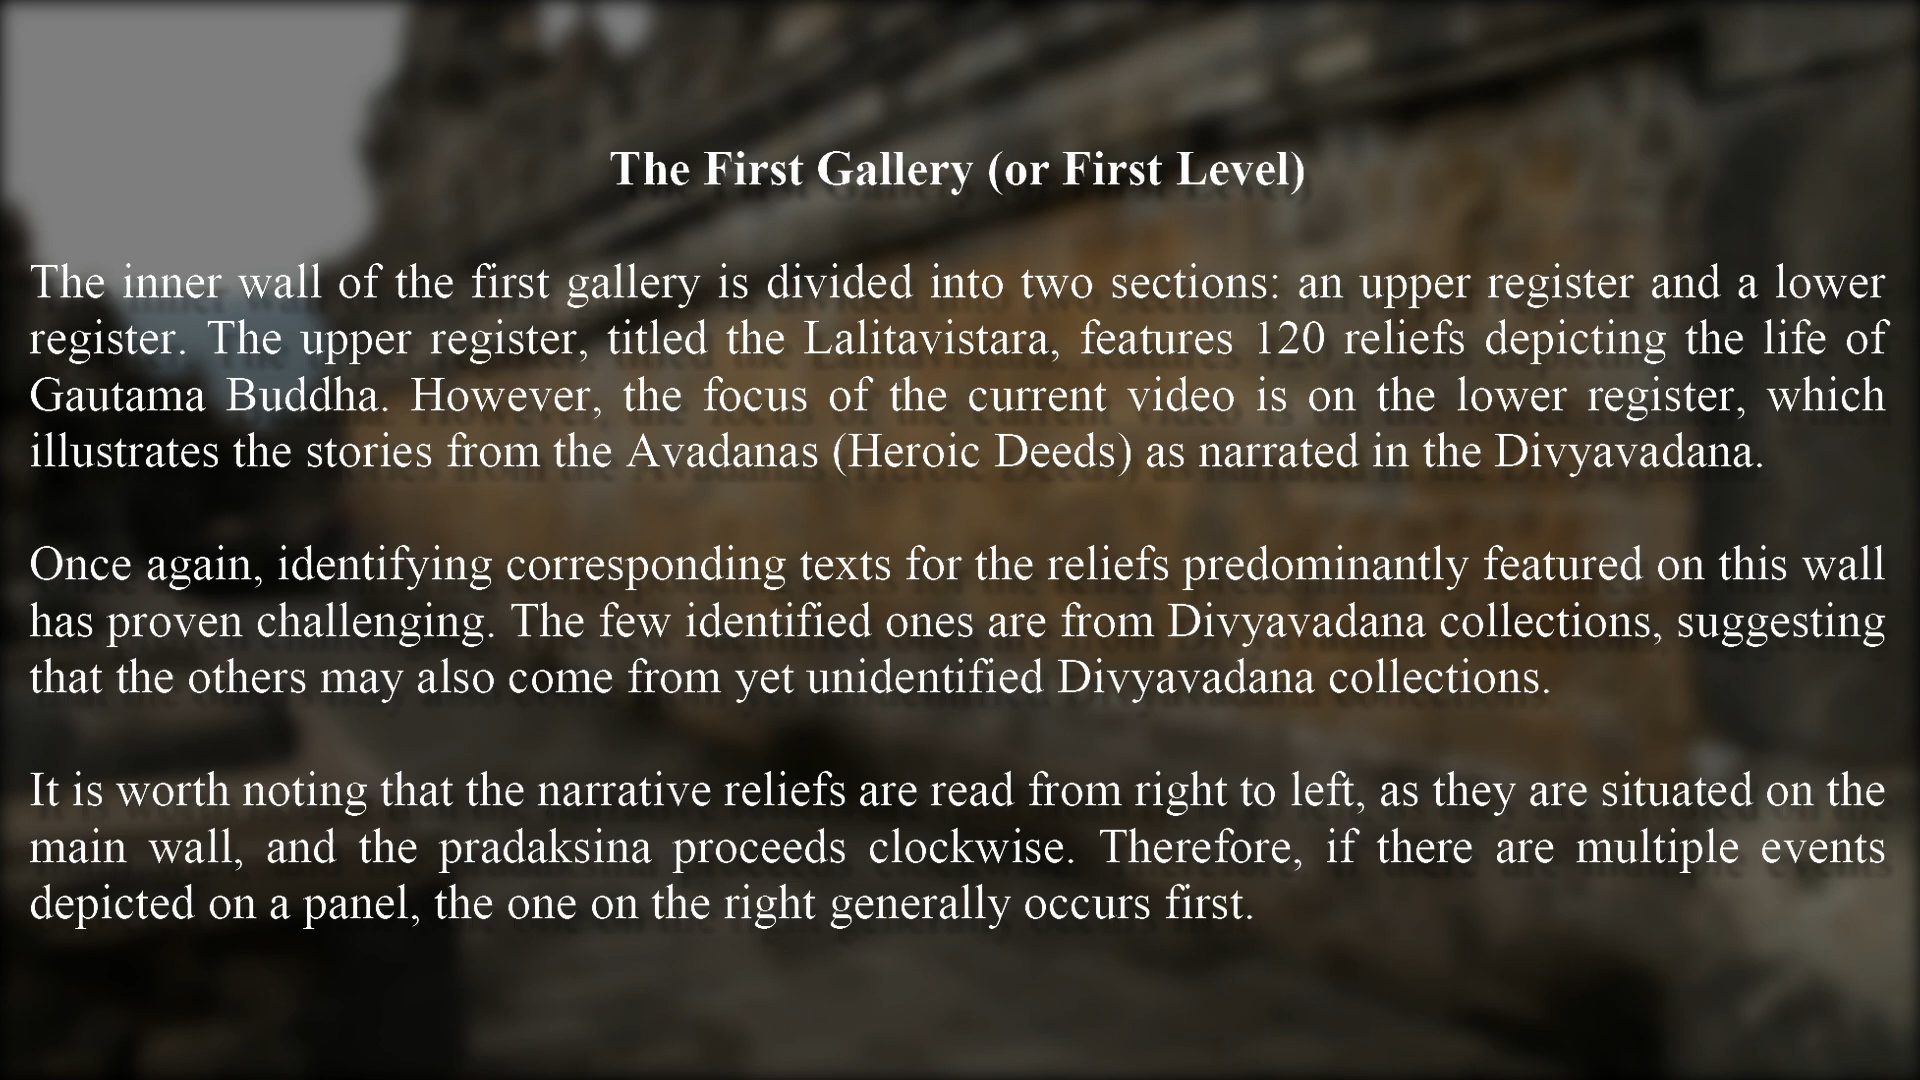 The First Gallery (or First Level)
The inner wall of the first gallery is divided into two sections: an upper register and a lower
register. The upper register, titled the Lalitavistara, features 120 reliefs depicting the life of
Gautama Buddha. However, the focus of the current video is on the lower register, which
illustrates the stories from the Avadanas (Heroic Deeds) as narrated in the Divyavadana.
Once again, identifying corresponding texts for the reliefs predominantly featured on this wall
has proven challenging. The few identified ones are from Divyavadana collections, suggesting
that the others may also come from yet unidentified Divyavadana collections.
It is worth noting that the narrative reliefs are read from right to left, as they are situated on the
main wall, and the pradaksina proceeds clockwise. Therefore, if there are multiple events
depicted on a panel, the one on the right generally occurs first.